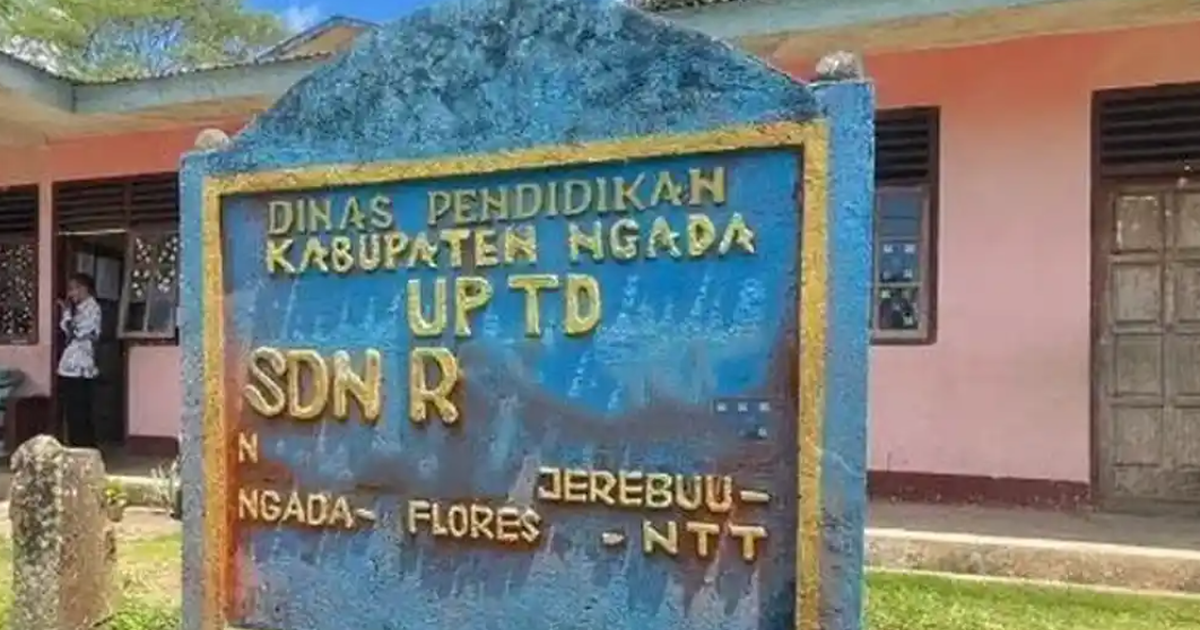 DINAS PENDIDIKAN
KABUPATEN NGADA
UPTD
SDN R
N
JEREBUU-
NGADA- FLORES - NTT